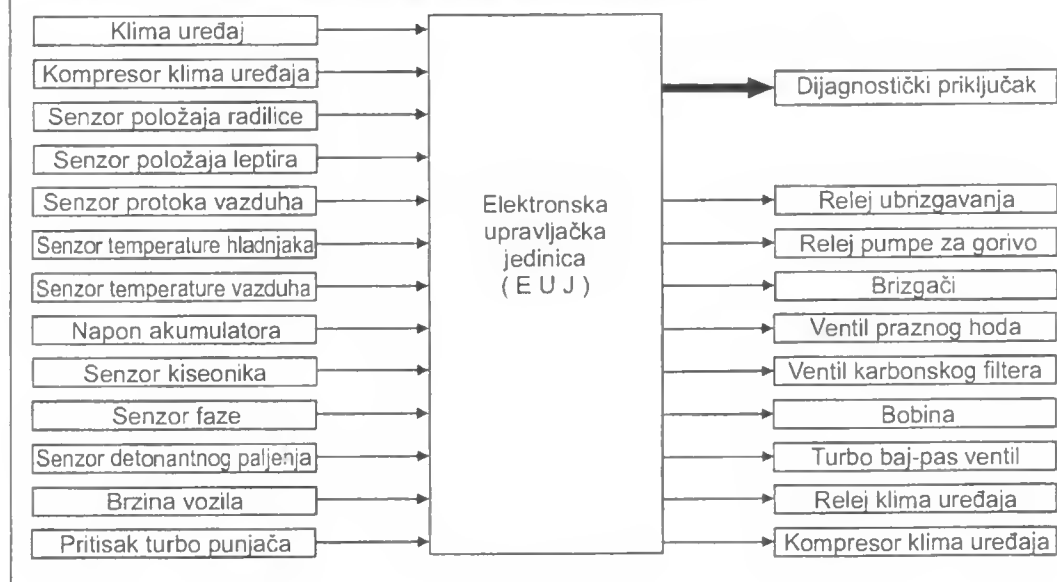 Klima uređaj
Kompresor klima uređaja
Senzor položaja radilice
Senzor položaja leptira
Senzor protoka vazduha
Senzor temperature hladnjaka
Senzor temperature vazduha
Napon akumulatora
Senzor kiseonika
Senzor faze
Senzor detonantnog paljenja
Brzina vozila
Pritisak turbo punjača
Elektronska
upravljačka
jedinica
( E U J )
Dijagnostički priključak
Relej ubrizgavanja
Relej pumpe za gorivo
Brizgači
Ventil praznog hoda
Ventil karbonskog filtera
Bobina
Turbo baj-pas ventil
Relej klima uređaja
Kompresor klima uređaja